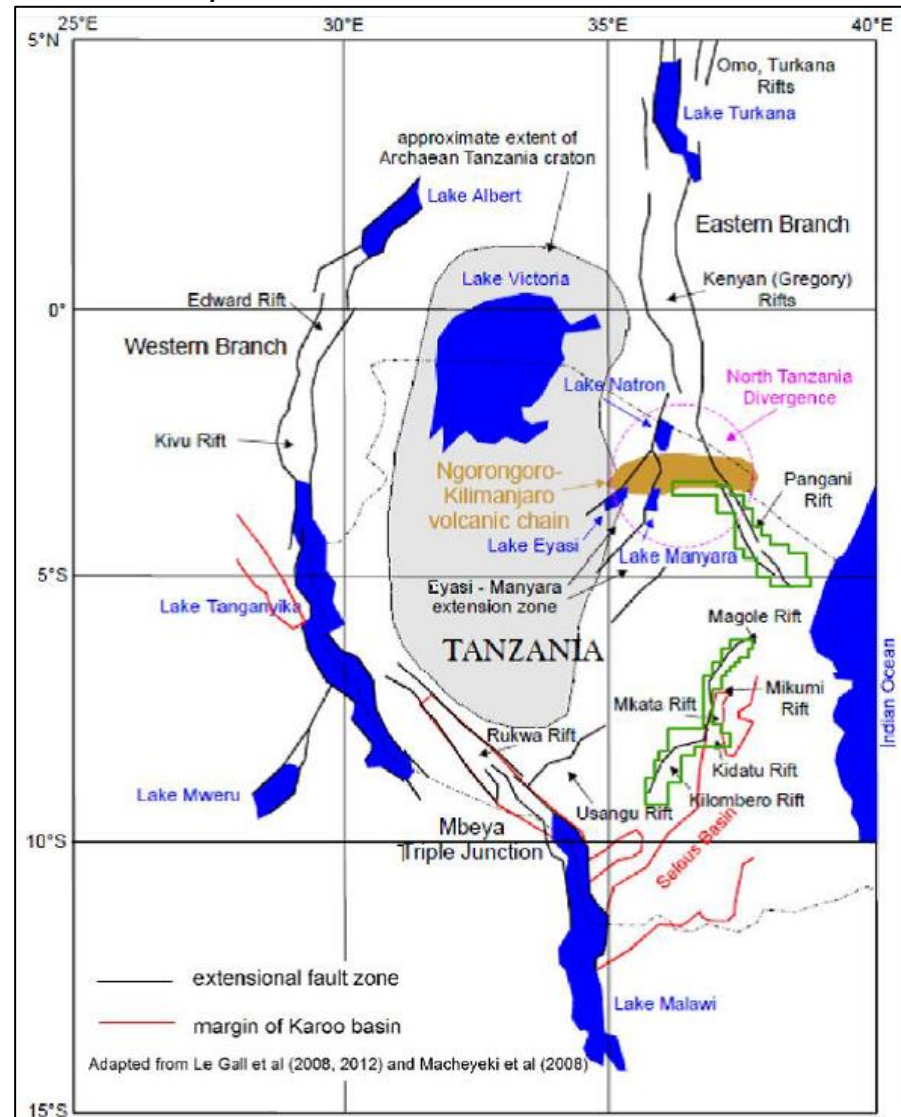 25°E
30°E
35°E
40°E
5°N
Omo, Turkana
Rifts
Lake Turkana
approximate extent of
Archaean Tanzania craton
Lake Albert
Eastern Branch
Lake Victoria
Kenyan (Gregory)
Rifts
Edward Rift
0°
Western Branch
Lake Natron
North Tanzania
Divergence
Kivu Rift
Ngorongoro-
Kilimanjaro
volcanic chain
Pangani
Rift
Lake Eyasi
Lake Manyara
5°S
Eyasi - Manyara
extension zone
Lake Tanganyika
Magole Rift
TANZANIA
Mikumi
Rift
Mkata Rift
Rukwa Rift
Indian Ocean
Kidatu Rift
Lake Mweru
Usangu Rift
Kilombero Rift
Mbeya
Triple Junction
10°S
Selous Basin
extensional fault zone
Lake Malawi
margin of Karoo basin
Adapted from Le Gall et al (2008, 2012) and Macheyeki et al (2008)
15°S